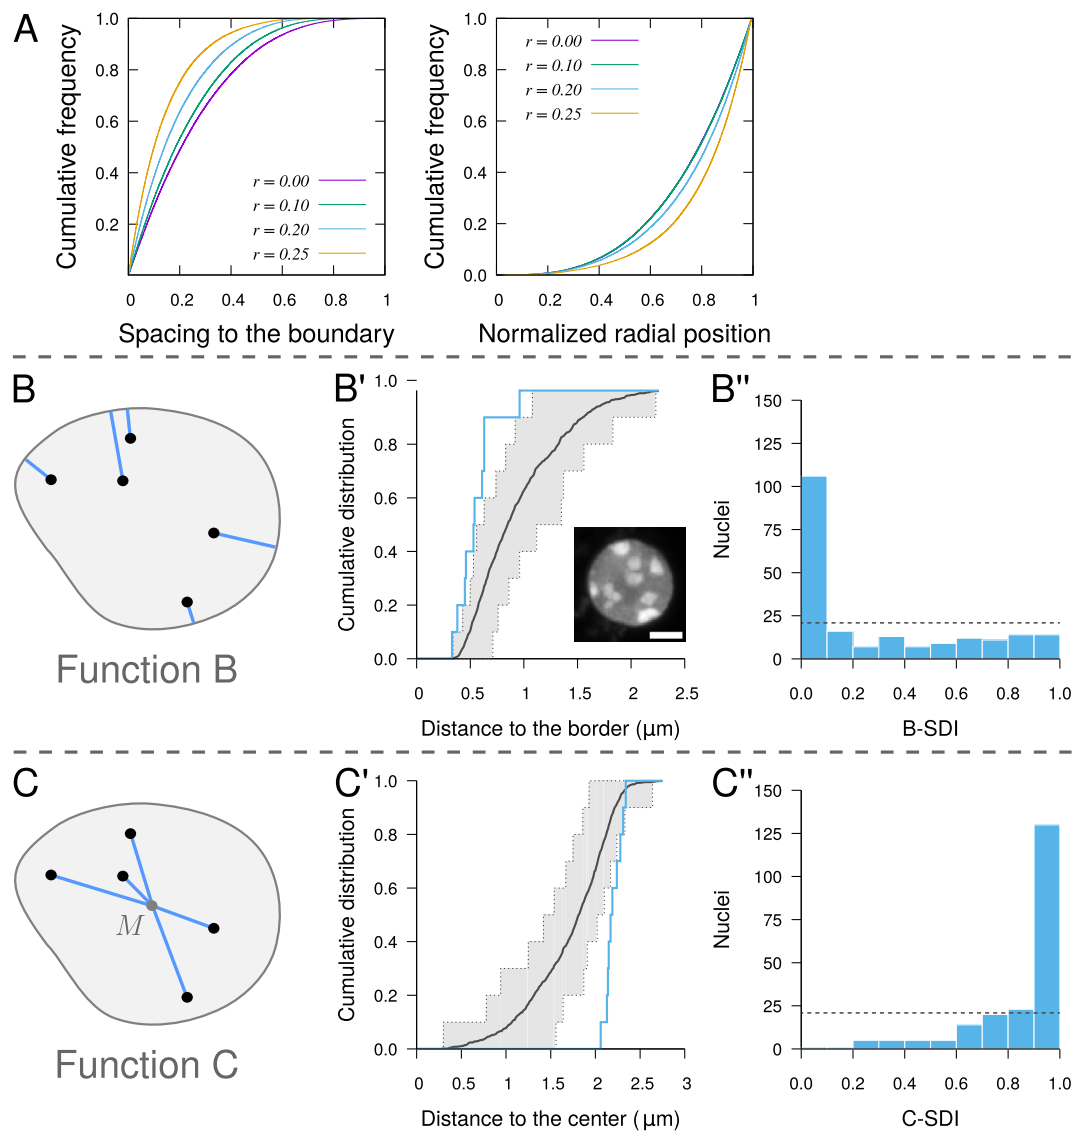 A
Cumulative frequency
1.0
0.8
0.6
0.4
0.2
r = 0.00
r = 0.10
r = 0.20
r = 0.25
0
0.2
0.4
0.6
0.8
1
Spacing to the boundary
Cumulative frequency
1.0
0.8
0.6
0.4
0.2
0.0
r = 0.00
r = 0.10
r = 0.20
r = 0.25
0
0.2
0.4
0.6
0.8
1
Normalized radial position
B
Function B
B'
Cumulative distribution
1.0
0.8
0.6
0.4
0.2
0.0
0
0.5
1
1.5
2
2.5
Distance to the border (μm)
B"
Nuclei
150
125
100
75
50
25
0
0.0
0.2
0.4
0.6
0.8
1.0
B-SDI
C
M
Function C
C'
Cumulative distribution
1.0
0.8
0.6
0.4
0.2
0.0
0
0.5
1
1.5
2
2.5
3
Distance to the center (μm)
C"
Nuclei
150
125
100
75
50
25
0
0.0
0.2
0.4
0.6
0.8
1.0
C-SDI